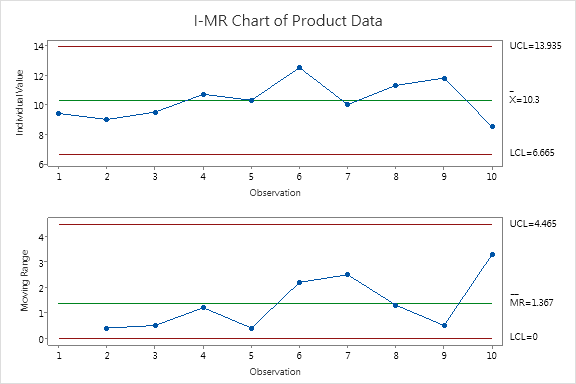 I-MR Chart of Product Data
Individual Value
14
12
10
8
6
UCL=13.935
X=10.3
LCL=6.665
1 2 3 4 5 6 7 8 9 10
Observation
Moving Range
4
3
2
1
0
UCL=4.465
MR=1.367
LCL=0
1 2 3 4 5 6 7 8 9 10
Observation